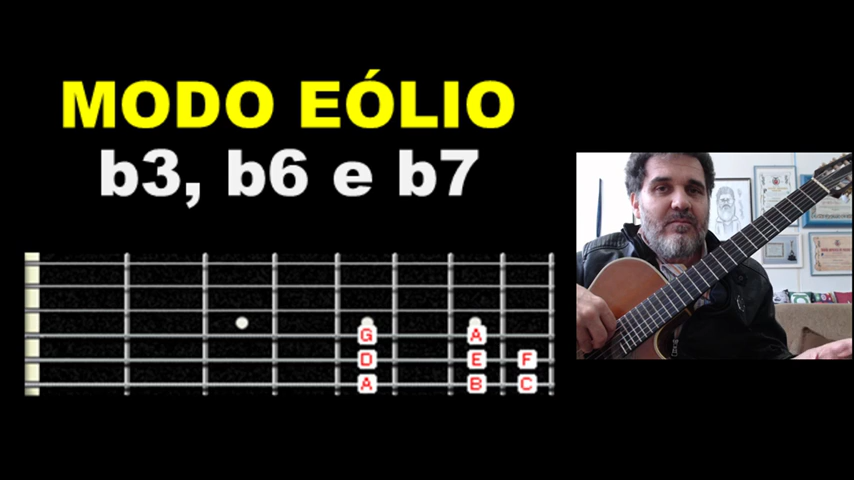 MODO EÓLIO
b3, b6 e b7
G A
D E F
A B C